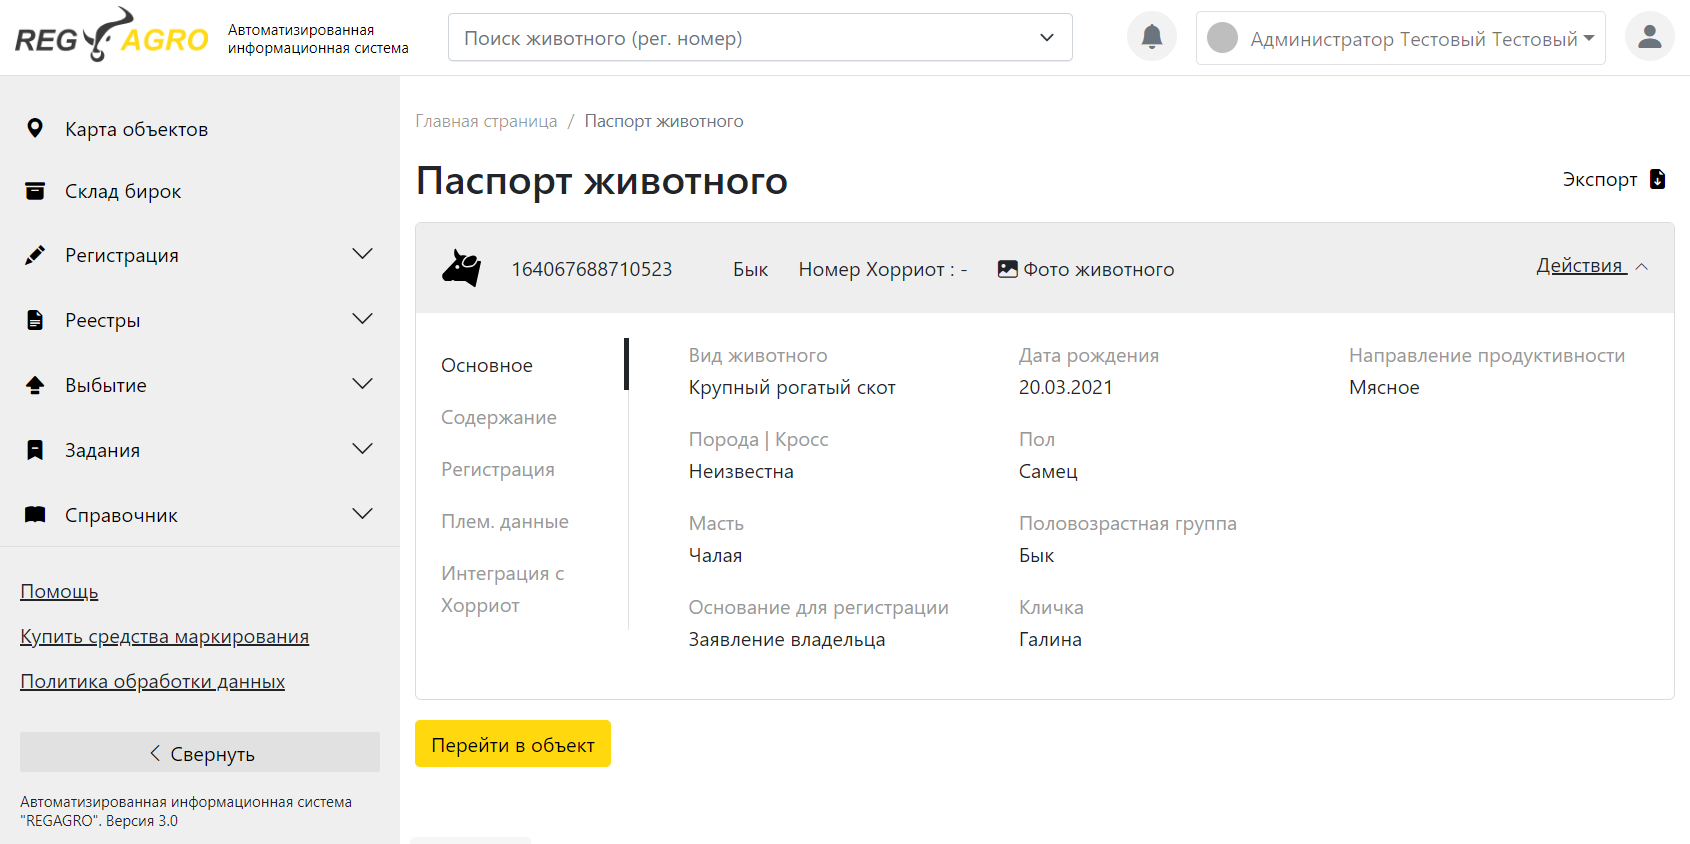 REG AGRO
Автоматизированная
информационная система
Поиск животного (рег. номер)
Администратор Тестовый Тестовый
Карта объектов
Склад бирок
Регистрация
Реестры
Выбытие
Задания
Справочник
Помощь
Купить средства маркирования
Политика обработки данных
Свернуть
Автоматизированная информационная система
"REGAGRO". Версия 3.0
Главная страница / Паспорт животного
Паспорт животного
Экспорт
164067688710523 Бык Номер Хорриот : - Фото животного Действия
Основное
Содержание
Регистрация
Плем. данные
Интеграция с
Хорриот
Вид животного
Крупный рогатый скот
Дата рождения
20.03.2021
Направление продуктивности
Мясное
Порода | Кросс
Неизвестна
Пол
Самец
Масть
Чалая
Половозрастная группа
Бык
Основание для регистрации
Заявление владельца
Кличка
Галина
Перейти в объект